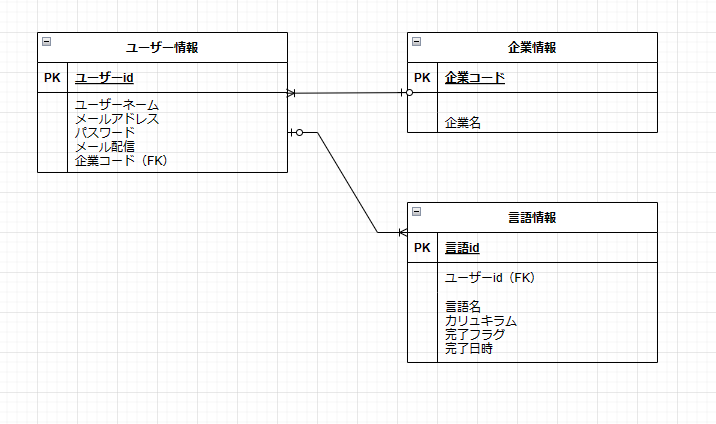 ユーザー情報
PK ユーザーid
ユーザーネーム
メールアドレス
パスワード
メール配信
企業コード（FK）
企業情報
PK 企業コード
企業名
言語情報
PK 言語id
ユーザーid（FK）
言語名
カリュキラム
完了フラグ
完了日時